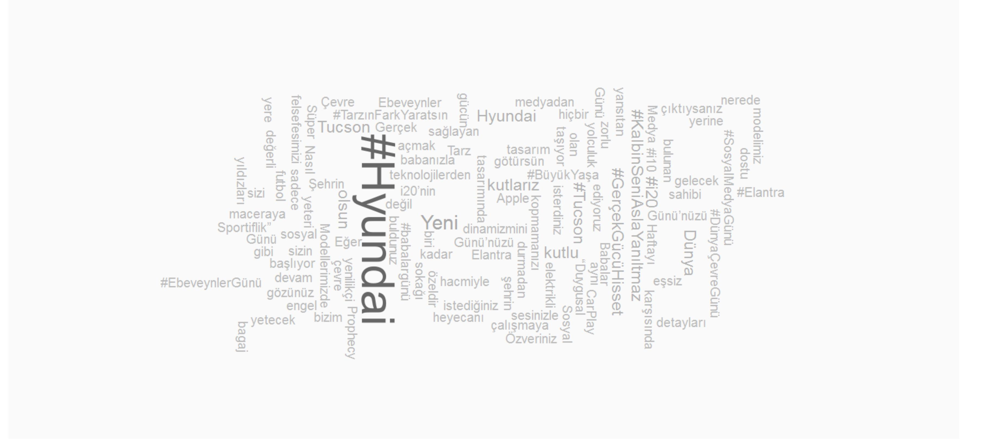 yere
felsefesimizi
Süper
Çevre
Ebeveynler
gücün
medyadan
Günü
yansıtan
nerede
#TarzınFarkYaratsın
Hyundai
hiçbir
#KalbinSeniAslaYanıltmaz
Medya
çıktıysanız
modelimiz
yerine
Tucson
Gerçek
sağlayan
taşıyor
olan
yolculuk
zorlu
değerli
Nasıl
#Hyundai
açmak
Tarz
tasarım
#i10
bulunan
#SosyalMedyaGünü
dostu
babanızla
götürsün
tasarımında
yıldızları
futbol
sadece
teknolojilerden
#BüyükYaşa
#GerçekGücüHisset
#i20
gelecek
Şehrin
kutlarız
#Tucson
ediyoruz
isterdiniz
sizi
olsun
i20’nin
Apple
kopmamanızı
sahibi
#Elantra
yeteri
değil
maceraya
buldunuz
Yeni
Günü’nüzü
#DünyaÇevreGünü
Sportiflik”
#babalargünü
dinamizmini
Haftayı
Dünya
Günü
sosyal
Modellerimizde
Eğer
biri
Günü’nüzü
durmadan
kutlu
Babalar
gibi
sizin
kadar
Elantra
başlıyor
çevre
yenilikçi
sokağı
elektrikli
“Duygusal
aynı
#EbeveynlerGünü
devam
özeldir
hacmiyle
şehrin
eşsiz
gözünüz
CarPlay
karşısında
engel
istediğiniz
Sosyal
yetecek
bizim
Prophecy
heyecanı
sesinizle
çalışmaya
detayları
bagaj
Özveriniz